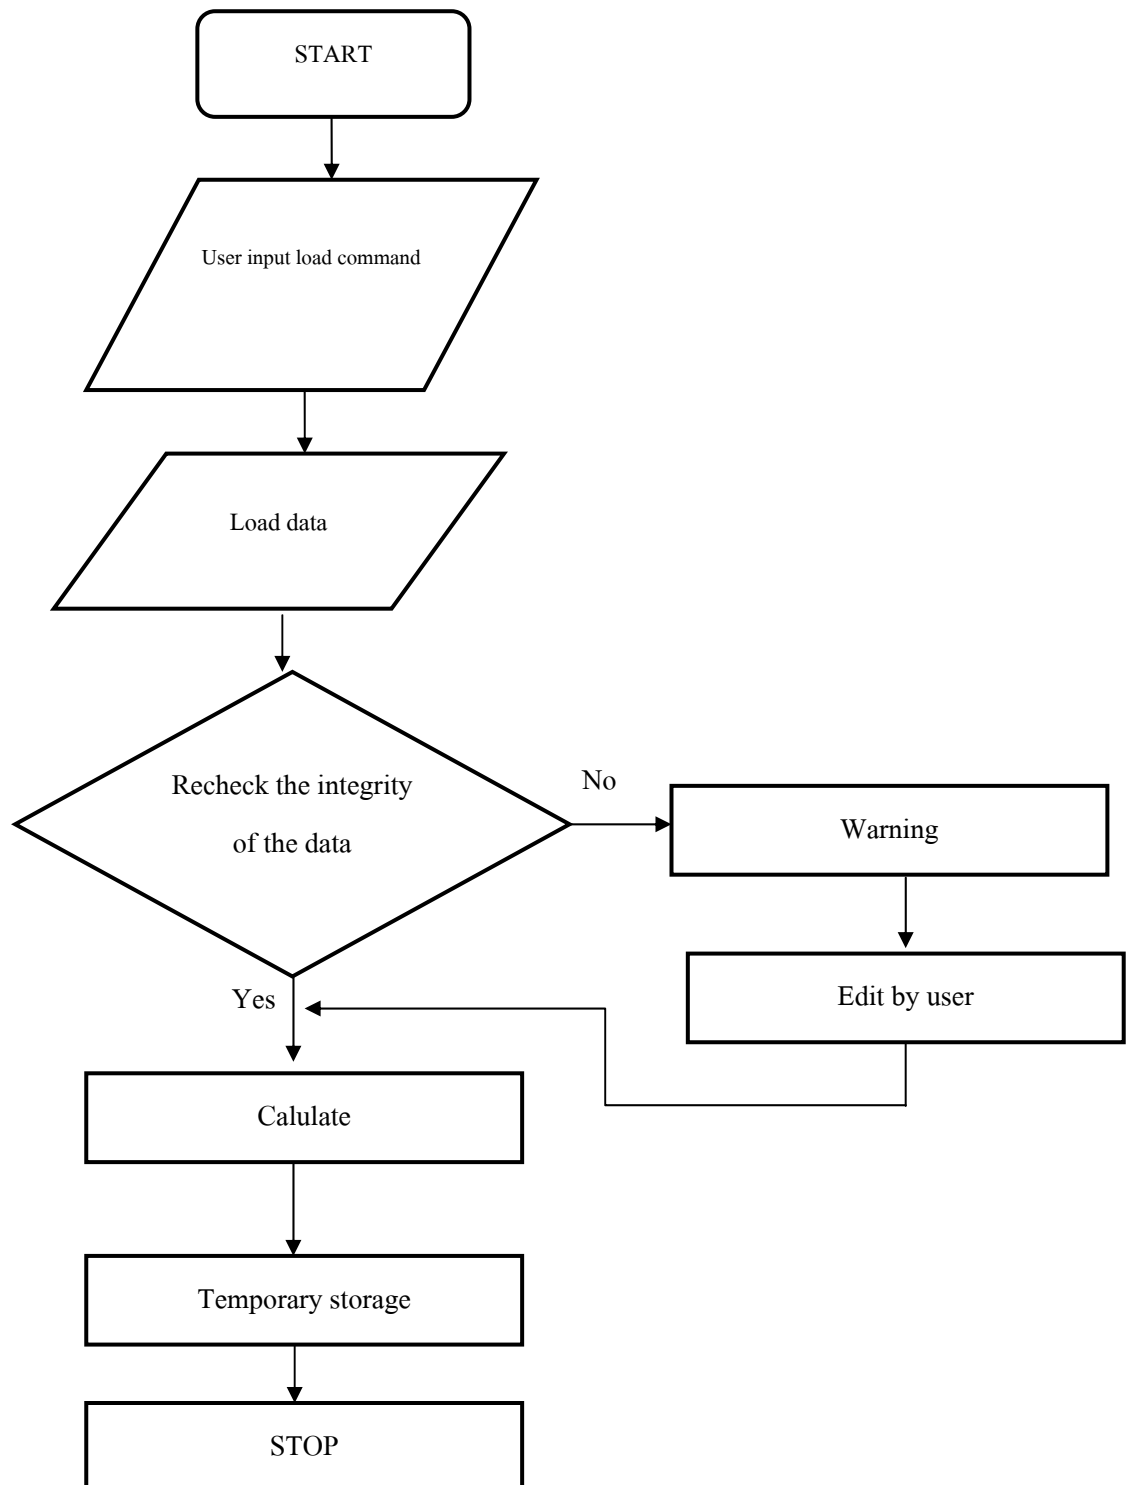 START
User input load command
Load data
Recheck the integrity
of the data
No
Warning
Edit by user
Yes
Calulate
Temporary storage
STOP